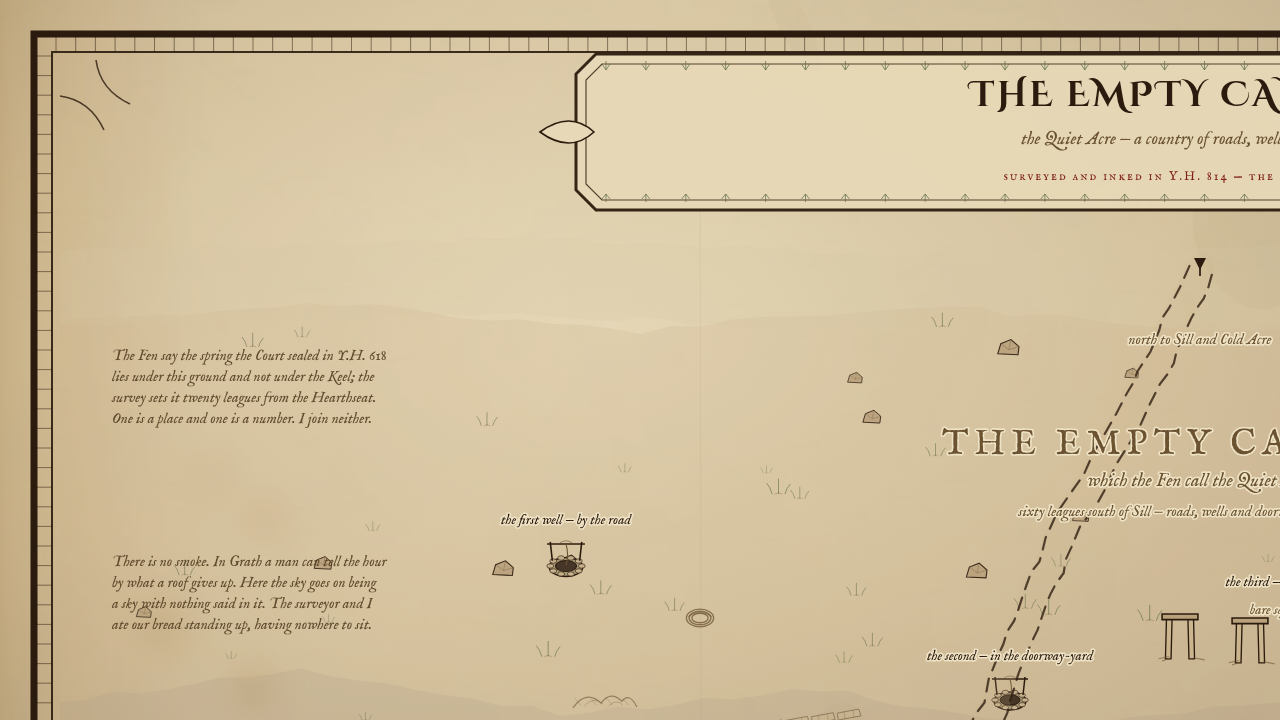 THE EMPTY CA
the Quiet Acre – a country of roads, well
SURVEYED AND INKED IN Y.H. 814 — THE
north to Sill and Cold Acre
The Fen say the spring the Court sealed in Y.H. 618
lies under this ground and not under the Keel; the
survey sets it twenty leagues from the Hearthseat.
One is a place and one is a number. I join neither.
THE EMPTY CA
which the Fen call the Quiet
sixty leagues south of Sill – roads, wells and door
the first well – by the road
There is no smoke. In Grath a man can tell the hour
by what a roof gives up. Here the sky goes on being
a sky with nothing said in it. The surveyor and I
ate our bread standing up, having nowhere to sit.
the third –
bare s
the second – in the doorway-yard